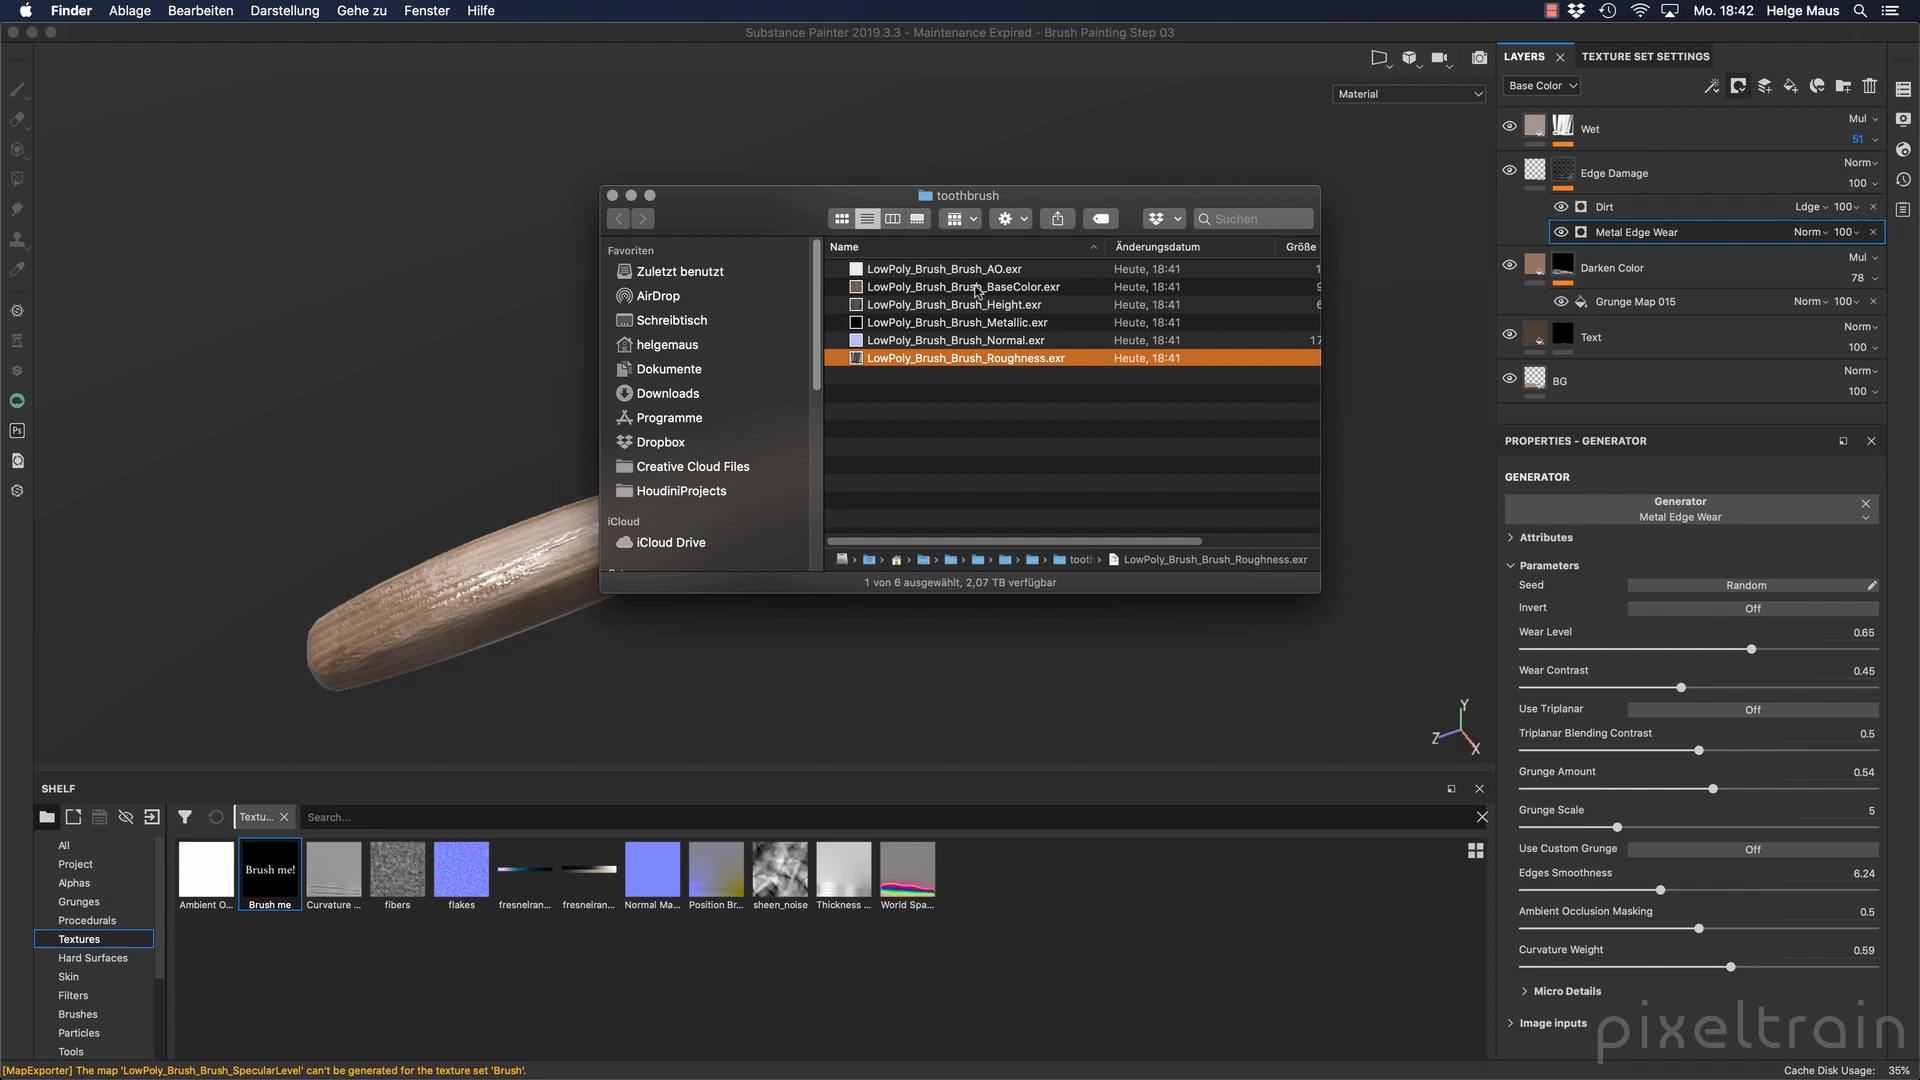 Finder Ablage Bearbeiten Darstellung Gehe zu Fenster Hilfe Mo. 18:42 Helge Maus
Substance Painter 2019.3.3 - Maintenance Expired - Brush Painting Step 03
LAYERS TEXTURE SET SETTINGS
Material
Base Color
Wet Mul
51
Edge Damage Norm
100
Dirt Ldge 100
Metal Edge Wear Norm 100
Darken Color Mul
78
Grunge Map 015 Norm 100
Text Norm
100
BG Norm
100
toothbrush
Suchen
Favoriten
Zuletzt benutzt
AirDrop
Schreibtisch
helgemaus
Dokumente
Downloads
Programme
Dropbox
Creative Cloud Files
HoudiniProjects
iCloud
iCloud Drive
Name Änderungsdatum Größe
LowPoly_Brush_Brush_AO.exr Heute, 18:41 1
LowPoly_Brush_Brush_BaseColor.exr Heute, 18:41 9
LowPoly_Brush_Brush_Height.exr Heute, 18:41 6
LowPoly_Brush_Brush_Metallic.exr Heute, 18:41
LowPoly_Brush_Brush_Normal.exr Heute, 18:41 17
LowPoly_Brush_Brush_Roughness.exr Heute, 18:41
tooth LowPoly_Brush_Brush_Roughness.exr
1 von 6 ausgewählt, 2,07 TB verfügbar
PROPERTIES - GENERATOR
GENERATOR
Generator
Metal Edge Wear
Attributes
Parameters
Seed Random
Invert Off
Wear Level 0.65
Wear Contrast 0.45
Use Triplanar Off
Triplanar Blending Contrast 0.5
Grunge Amount 0.54
Grunge Scale 5
Use Custom Grunge Off
Edges Smoothness 6.24
Ambient Occlusion Masking 0.5
Curvature Weight 0.59
Micro Details
Image inputs
Y
Z
X
Ps
SHELF
Textu... Search...
All
Project
Alphas
Grunges
Procedurals
Textures
Hard Surfaces
Skin
Filters
Brushes
Particles
Tools
Brush me!
Ambient O... Brush me Curvature ... fibers flakes fresnelran... fresnelran... Normal Ma... Position Br... sheen_noise Thickness ... World Spa...
pixeltrain
[MapExporter] The map 'LowPoly_Brush_Brush_SpecularLevel' can't be generated for the texture set 'Brush'.
Cache Disk Usage: 35%